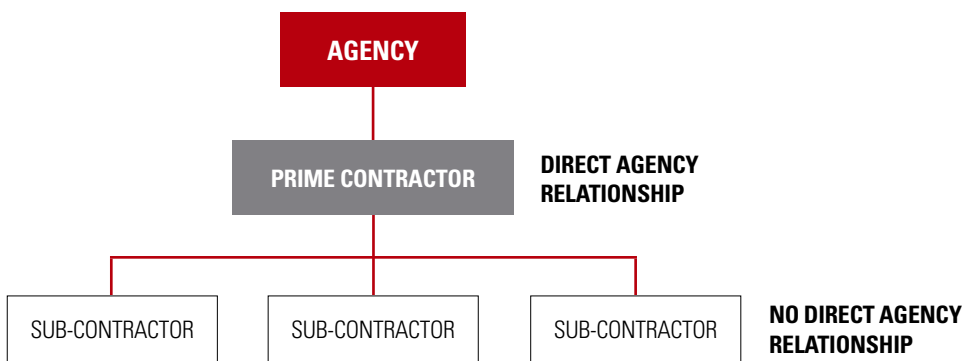 AGENCY
PRIME CONTRACTOR
DIRECT AGENCY
RELATIONSHIP
SUB-CONTRACTOR
SUB-CONTRACTOR
SUB-CONTRACTOR
NO DIRECT AGENCY
RELATIONSHIP